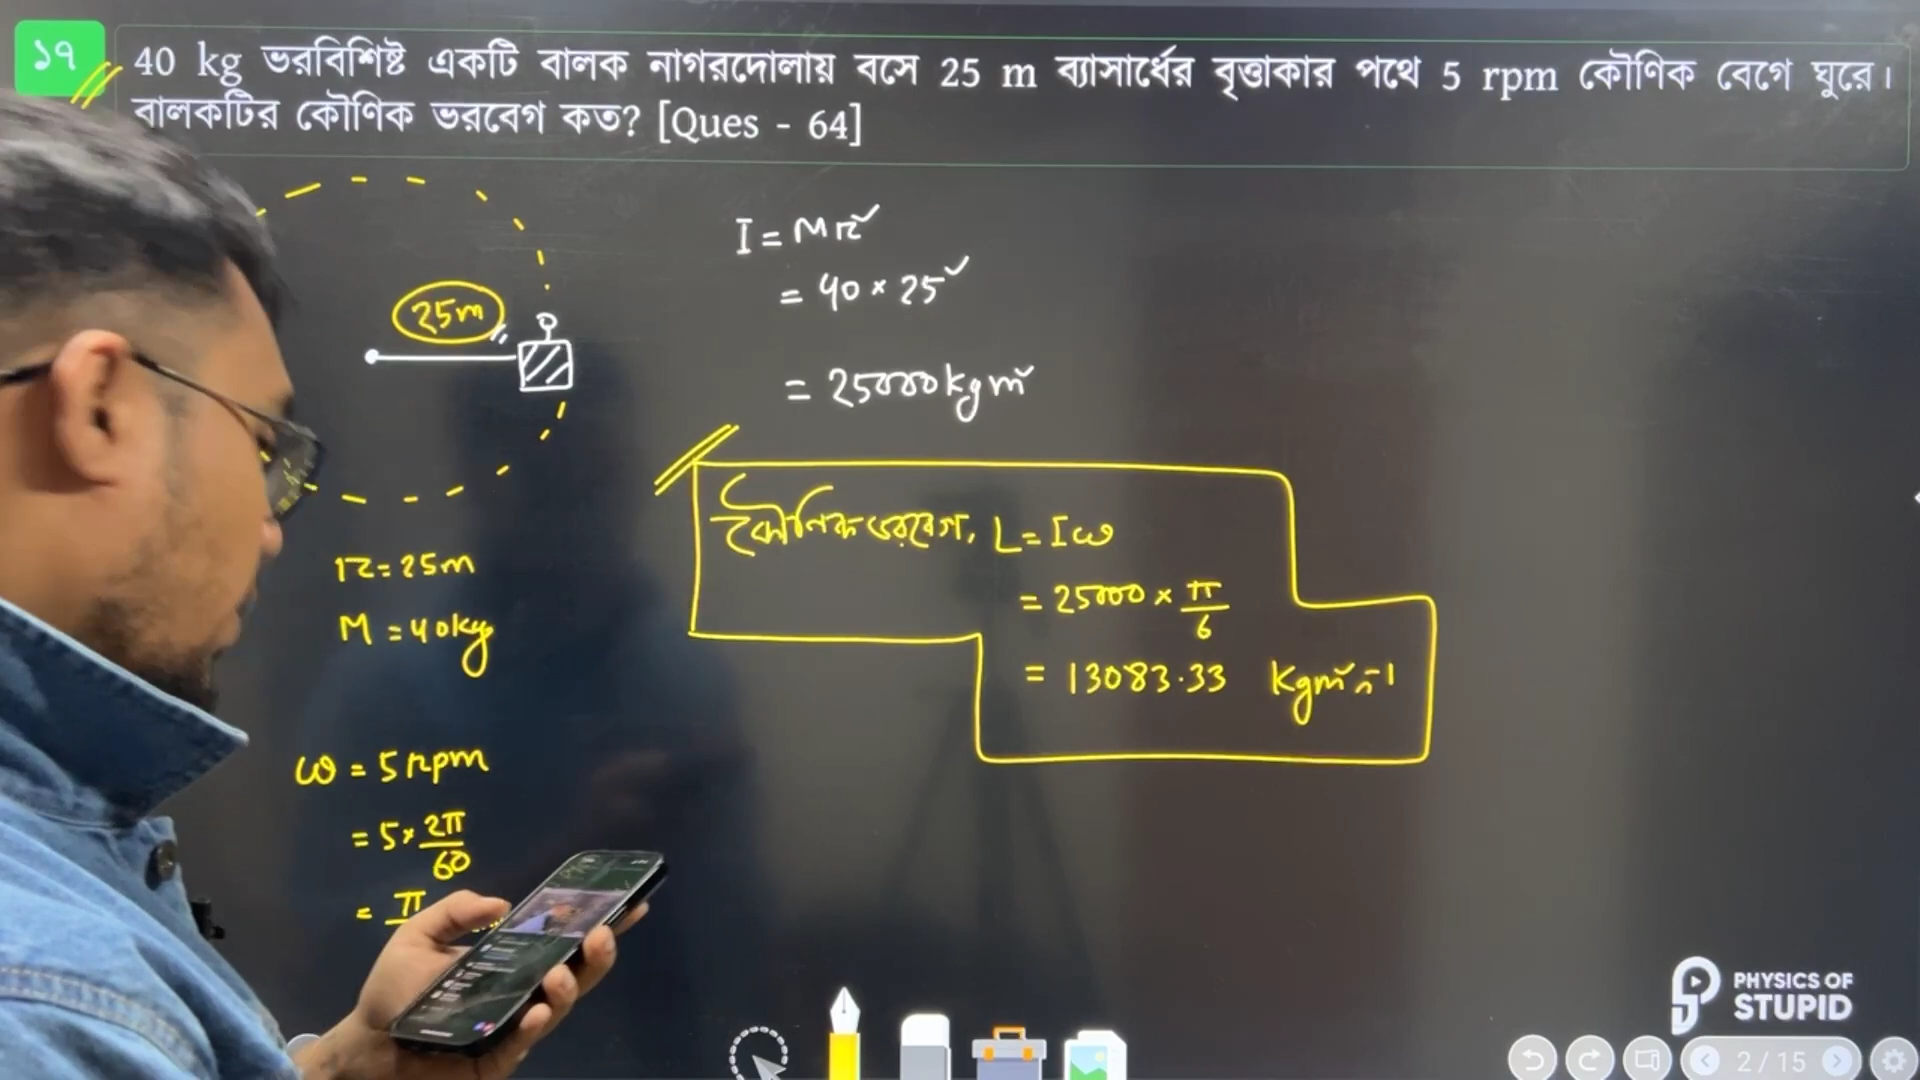 ১৭
40 kg ভরবিশিষ্ট একটি বালক নাগরদোলায় বসে 25 m ব্যাসার্ধের বৃত্তাকার পথে 5 rpm কৌণিক বেগে ঘুরে।
বালকটির কৌণিক ভরবেগ কত? [Ques - 64]
I = Mr²
= 40 × 25²
25m
= 25000 kgm²
কৌনিক ভরবেগ, L = Iω
r = 25m
= 25000 × π/6
M = 40kg
= 13083.33 kgm²s⁻¹
ω = 5 rpm
= 5 × 2π/60
= π
PHYSICS OF
STUPID
2 / 15